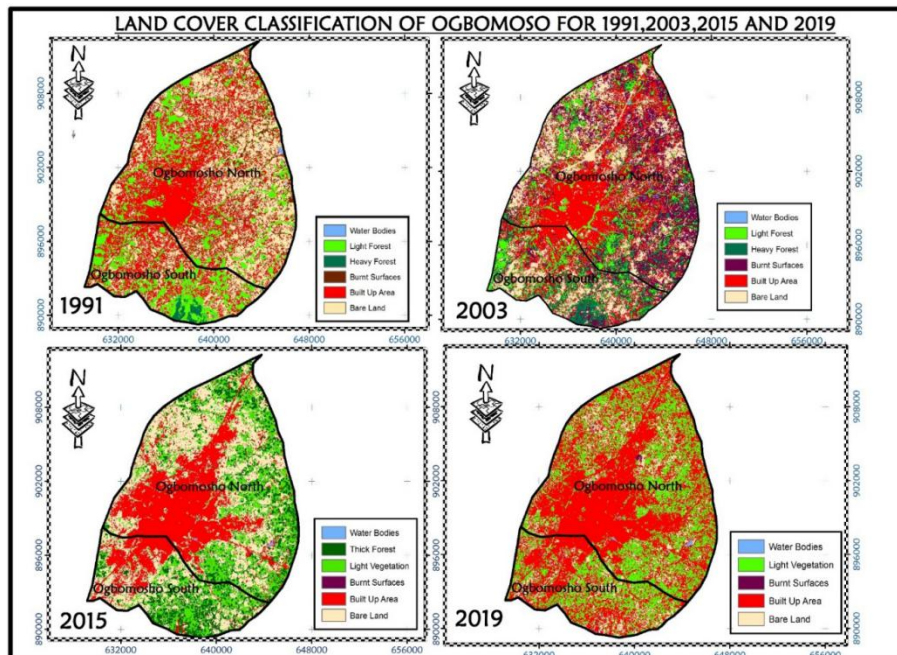 LAND COVER CLASSIFICATION OF OGBOMOSO FOR 1991,2003,2015 AND 2019
N
908000
902000
896000
890000
Ogbomosho North
Ogbomosho South
Water Bodies
Light Forest
Heavy Forest
Burnt Surfaces
Built Up Area
Bare Land
1991
632000 640000 648000 656000
N
908000
902000
896000
890000
Ogbomosho North
Ogbomosho South
Water Bodies
Light Forest
Heavy Forest
Burnt Surfaces
Built Up Area
Bare Land
2003
632000 640000 648000 656000
N
908000
902000
896000
890000
Ogbomosho North
Ogbomosho South
Water Bodies
Thick Forest
Light Vegetation
Burnt Surfaces
Built Up Area
Bare Land
2015
632000 640000 648000 656000
N
908000
902000
896000
890000
Ogbomosho North
Ogbomosho South
Water Bodies
Light Vegetation
Burnt Surfaces
Built Up Area
Bare Land
2019
632000 640000 648000 656000